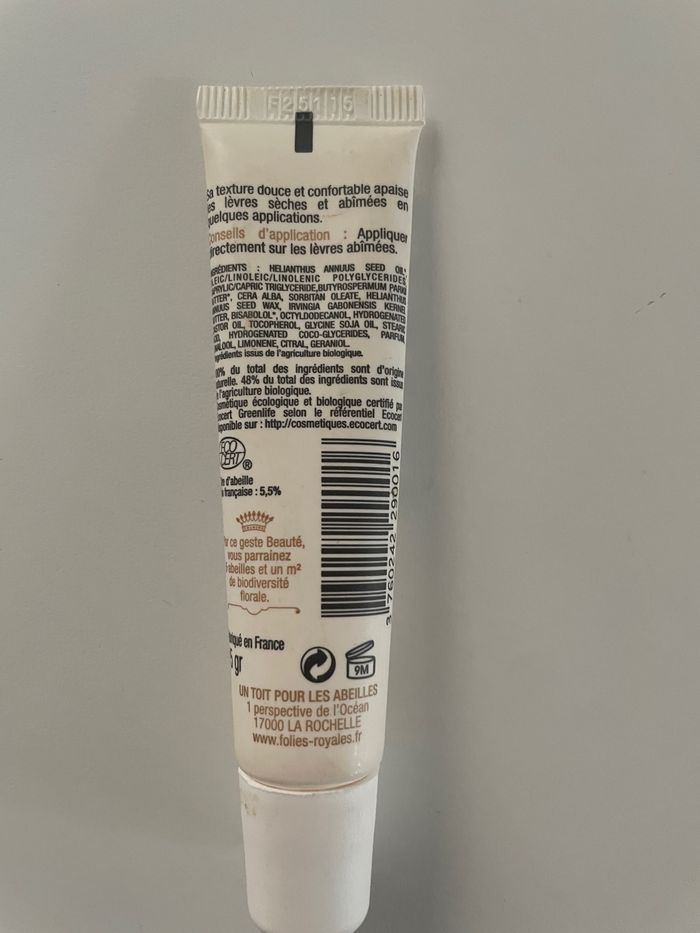 F25115
texture douce et confortable apaise
lèvres sèches et abîmées en
quelques applications.
Conseils d'application : Appliquer
directement sur les lèvres abîmées.
INGRÉDIENTS : HELIANTHUS ANNUUS SEED OIL*,
OLEIC/LINOLEIC/LINOLENIC POLYGLYCERIDES,
CAPRYLIC/CAPRIC TRIGLYCERIDE, BUTYROSPERMUM PARKII
BUTTER*, CERA ALBA, SORBITAN OLEATE, HELIANTHUS
ANNUUS SEED WAX, IRVINGIA GABONENSIS KERNEL
BUTTER, BISABOLOL*, OCTYLDODECANOL, HYDROGENATED
CASTOR OIL, TOCOPHEROL, GLYCINE SOJA OIL, STEARIC
ACID, HYDROGENATED COCO-GLYCERIDES, PARFUM,
LINALOOL, LIMONENE, CITRAL, GERANIOL.
ingrédients issus de l'agriculture biologique.
du total des ingrédients sont d'origine
naturelle. 48% du total des ingrédients sont issus
de l'agriculture biologique.
Cosmétique écologique et biologique certifié par
Ecocert Greenlife selon le référentiel Ecocert
disponible sur : http://cosmetiques.ecocert.com
ECO
CERT
®
d'abeille
française : 5,5%
ce geste Beauté,
vous parrainez
abeilles et un m²
de biodiversité
florale.
3 760242 290016
Fabriqué en France
5 gr
9M
UN TOIT POUR LES ABEILLES
1 perspective de l'Océan
17000 LA ROCHELLE
www.folies-royales.fr